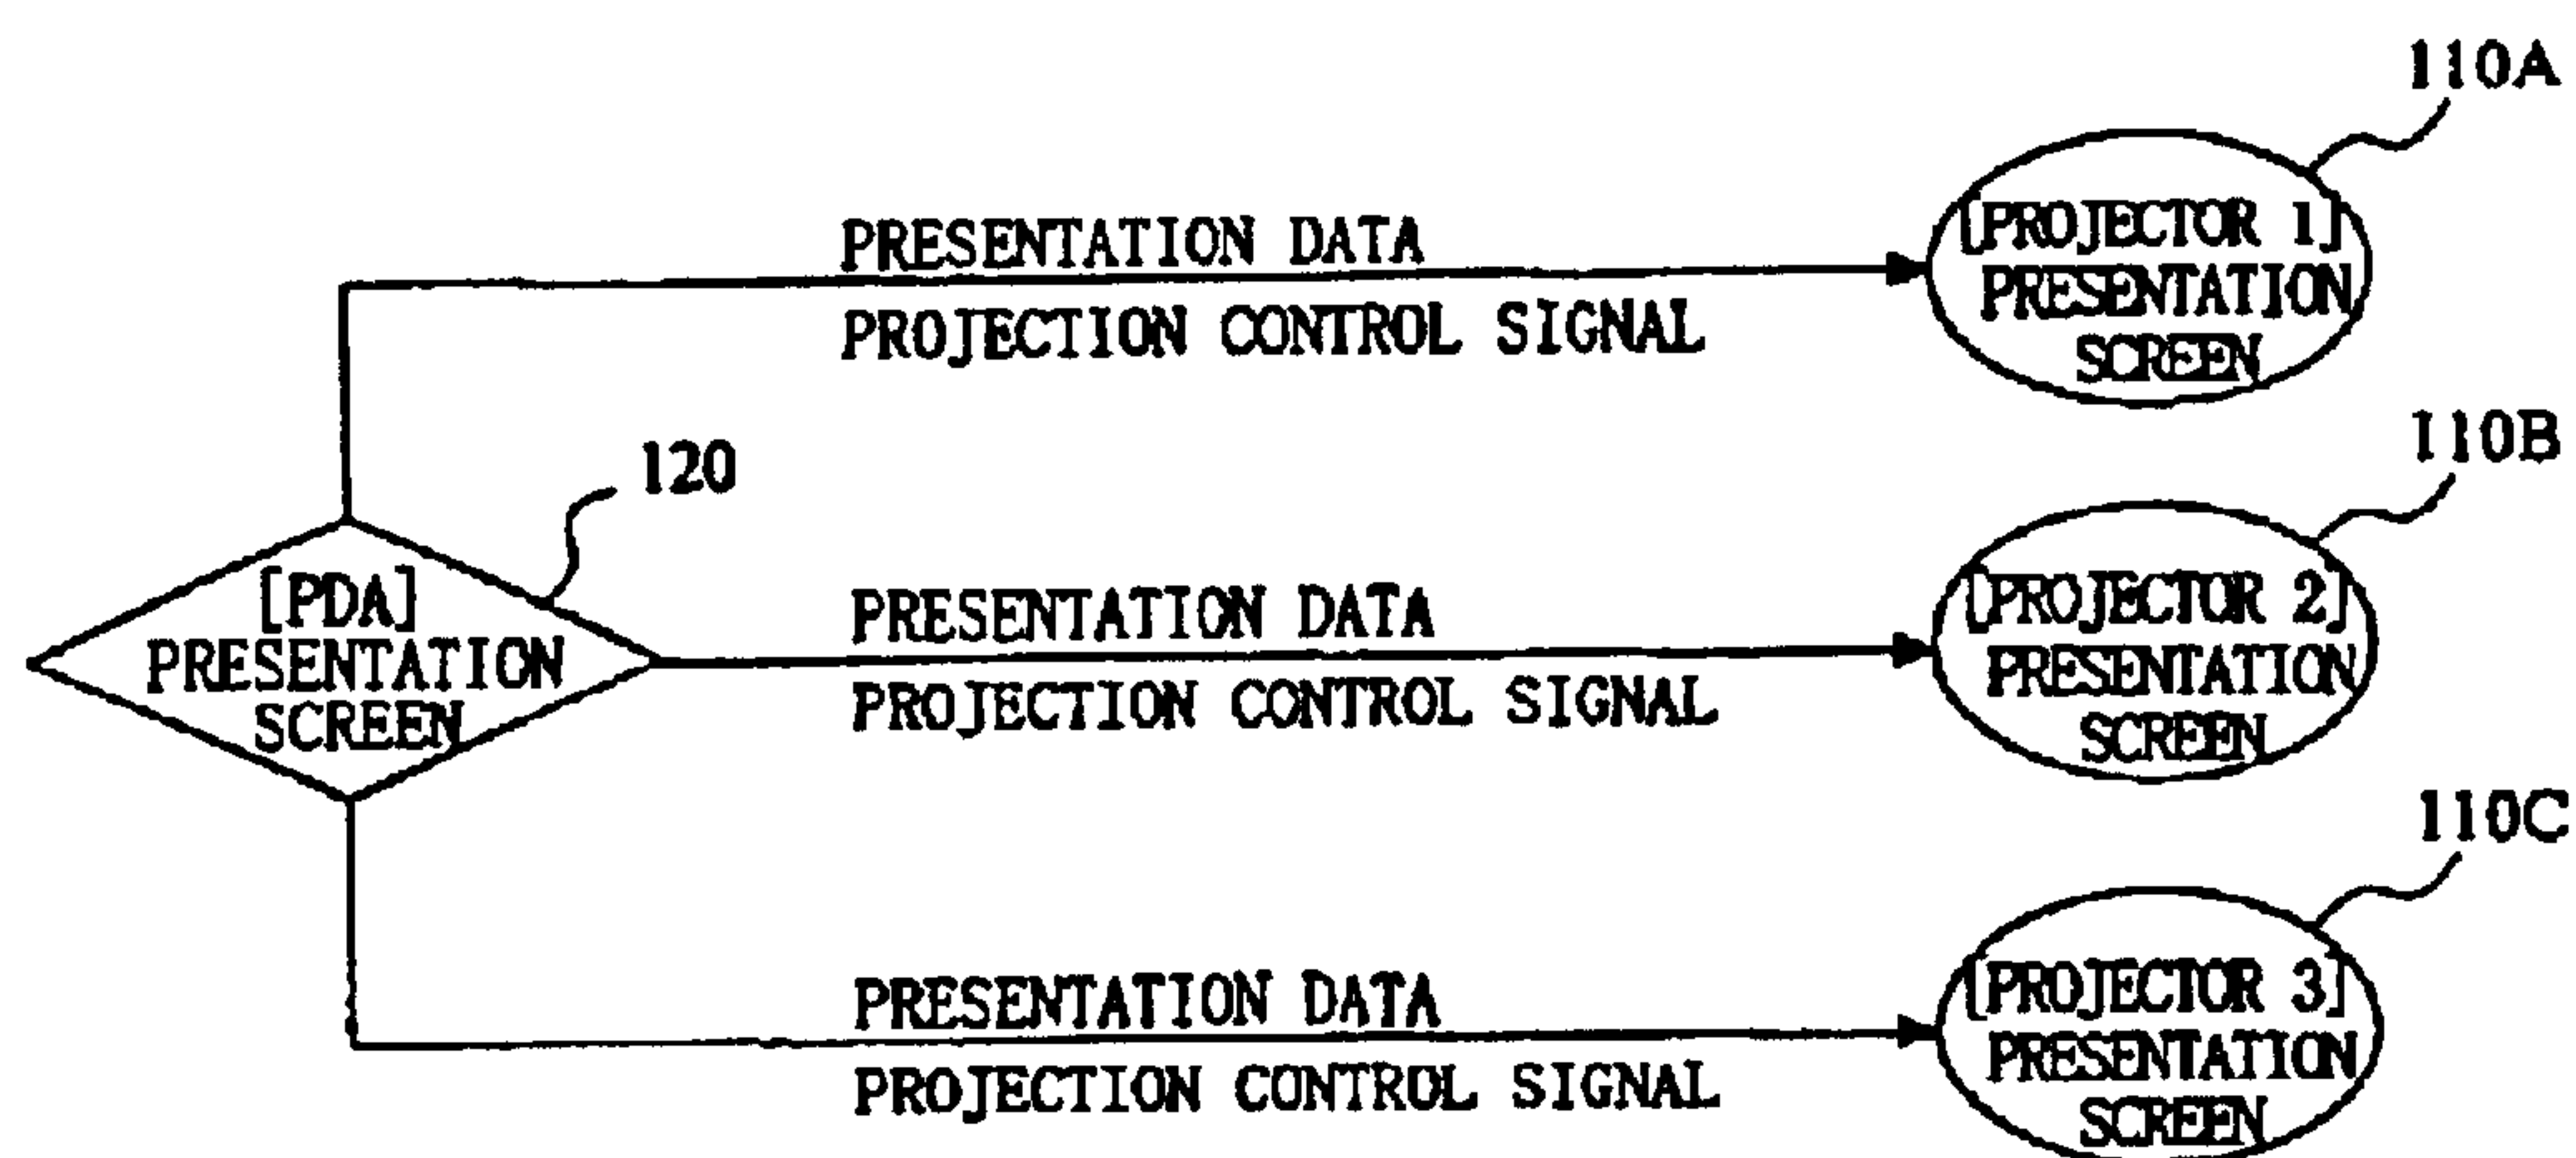 110A
[PROJECTOR 1]
PRESENTATION
SCREEN
PRESENTATION DATA
PROJECTION CONTROL SIGNAL
120
[PDA]
PRESENTATION
SCREEN
PRESENTATION DATA
PROJECTION CONTROL SIGNAL
110B
[PROJECTOR 2]
PRESENTATION
SCREEN
PRESENTATION DATA
PROJECTION CONTROL SIGNAL
110C
[PROJECTOR 3]
PRESENTATION
SCREEN